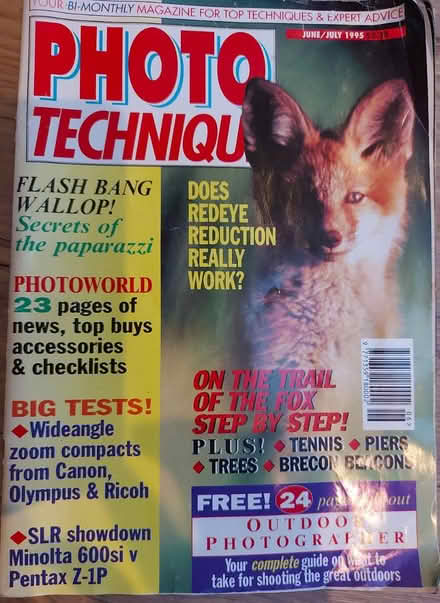 YOUR BI-MONTHLY MAGAZINE FOR TOP TECHNIQUES & EXPERT ADVICE
JUNE/JULY 1995
PHOTO
TECHNIQU
FLASH BANG
WALLOP!
Secrets of
the paparazzi
DOES
REDEYE
REDUCTION
REALLY
WORK?
PHOTOWORLD
23 pages of
news, top buys
accessories
& checklists
BIG TESTS!
◆Wideangle
zoom compacts
from Canon,
Olympus & Ricoh
◆SLR showdown
Minolta 600si v
Pentax Z-1P
ON THE TRAIL
OF THE FOX
STEP BY STEP!
PLUS! ◆ TENNIS ◆ PIERS
◆ TREES ◆ BRECON BEACONS
FREE! 24 page pullout
OUTDOOR
PHOTOGRAPHER
Your complete guide on what to
take for shooting the great outdoors